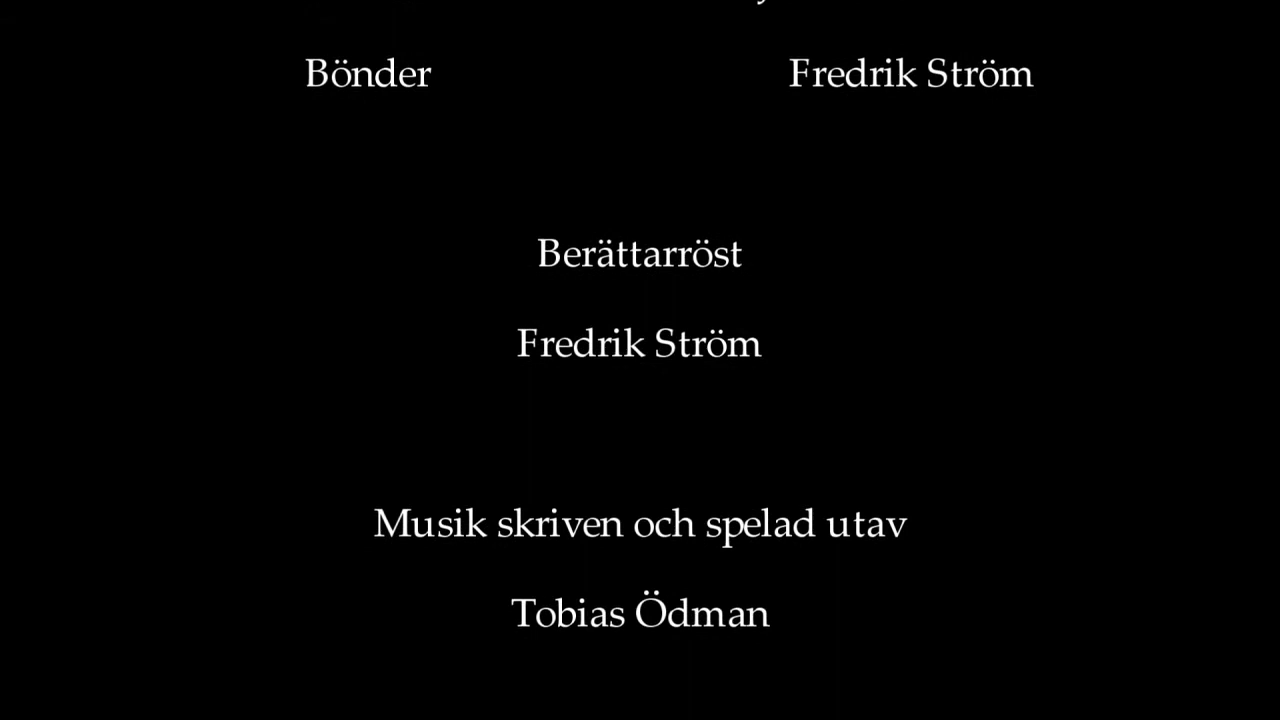 Bönder Fredrik Ström
Berättarröst
Fredrik Ström
Musik skriven och spelad utav
Tobias Ödman